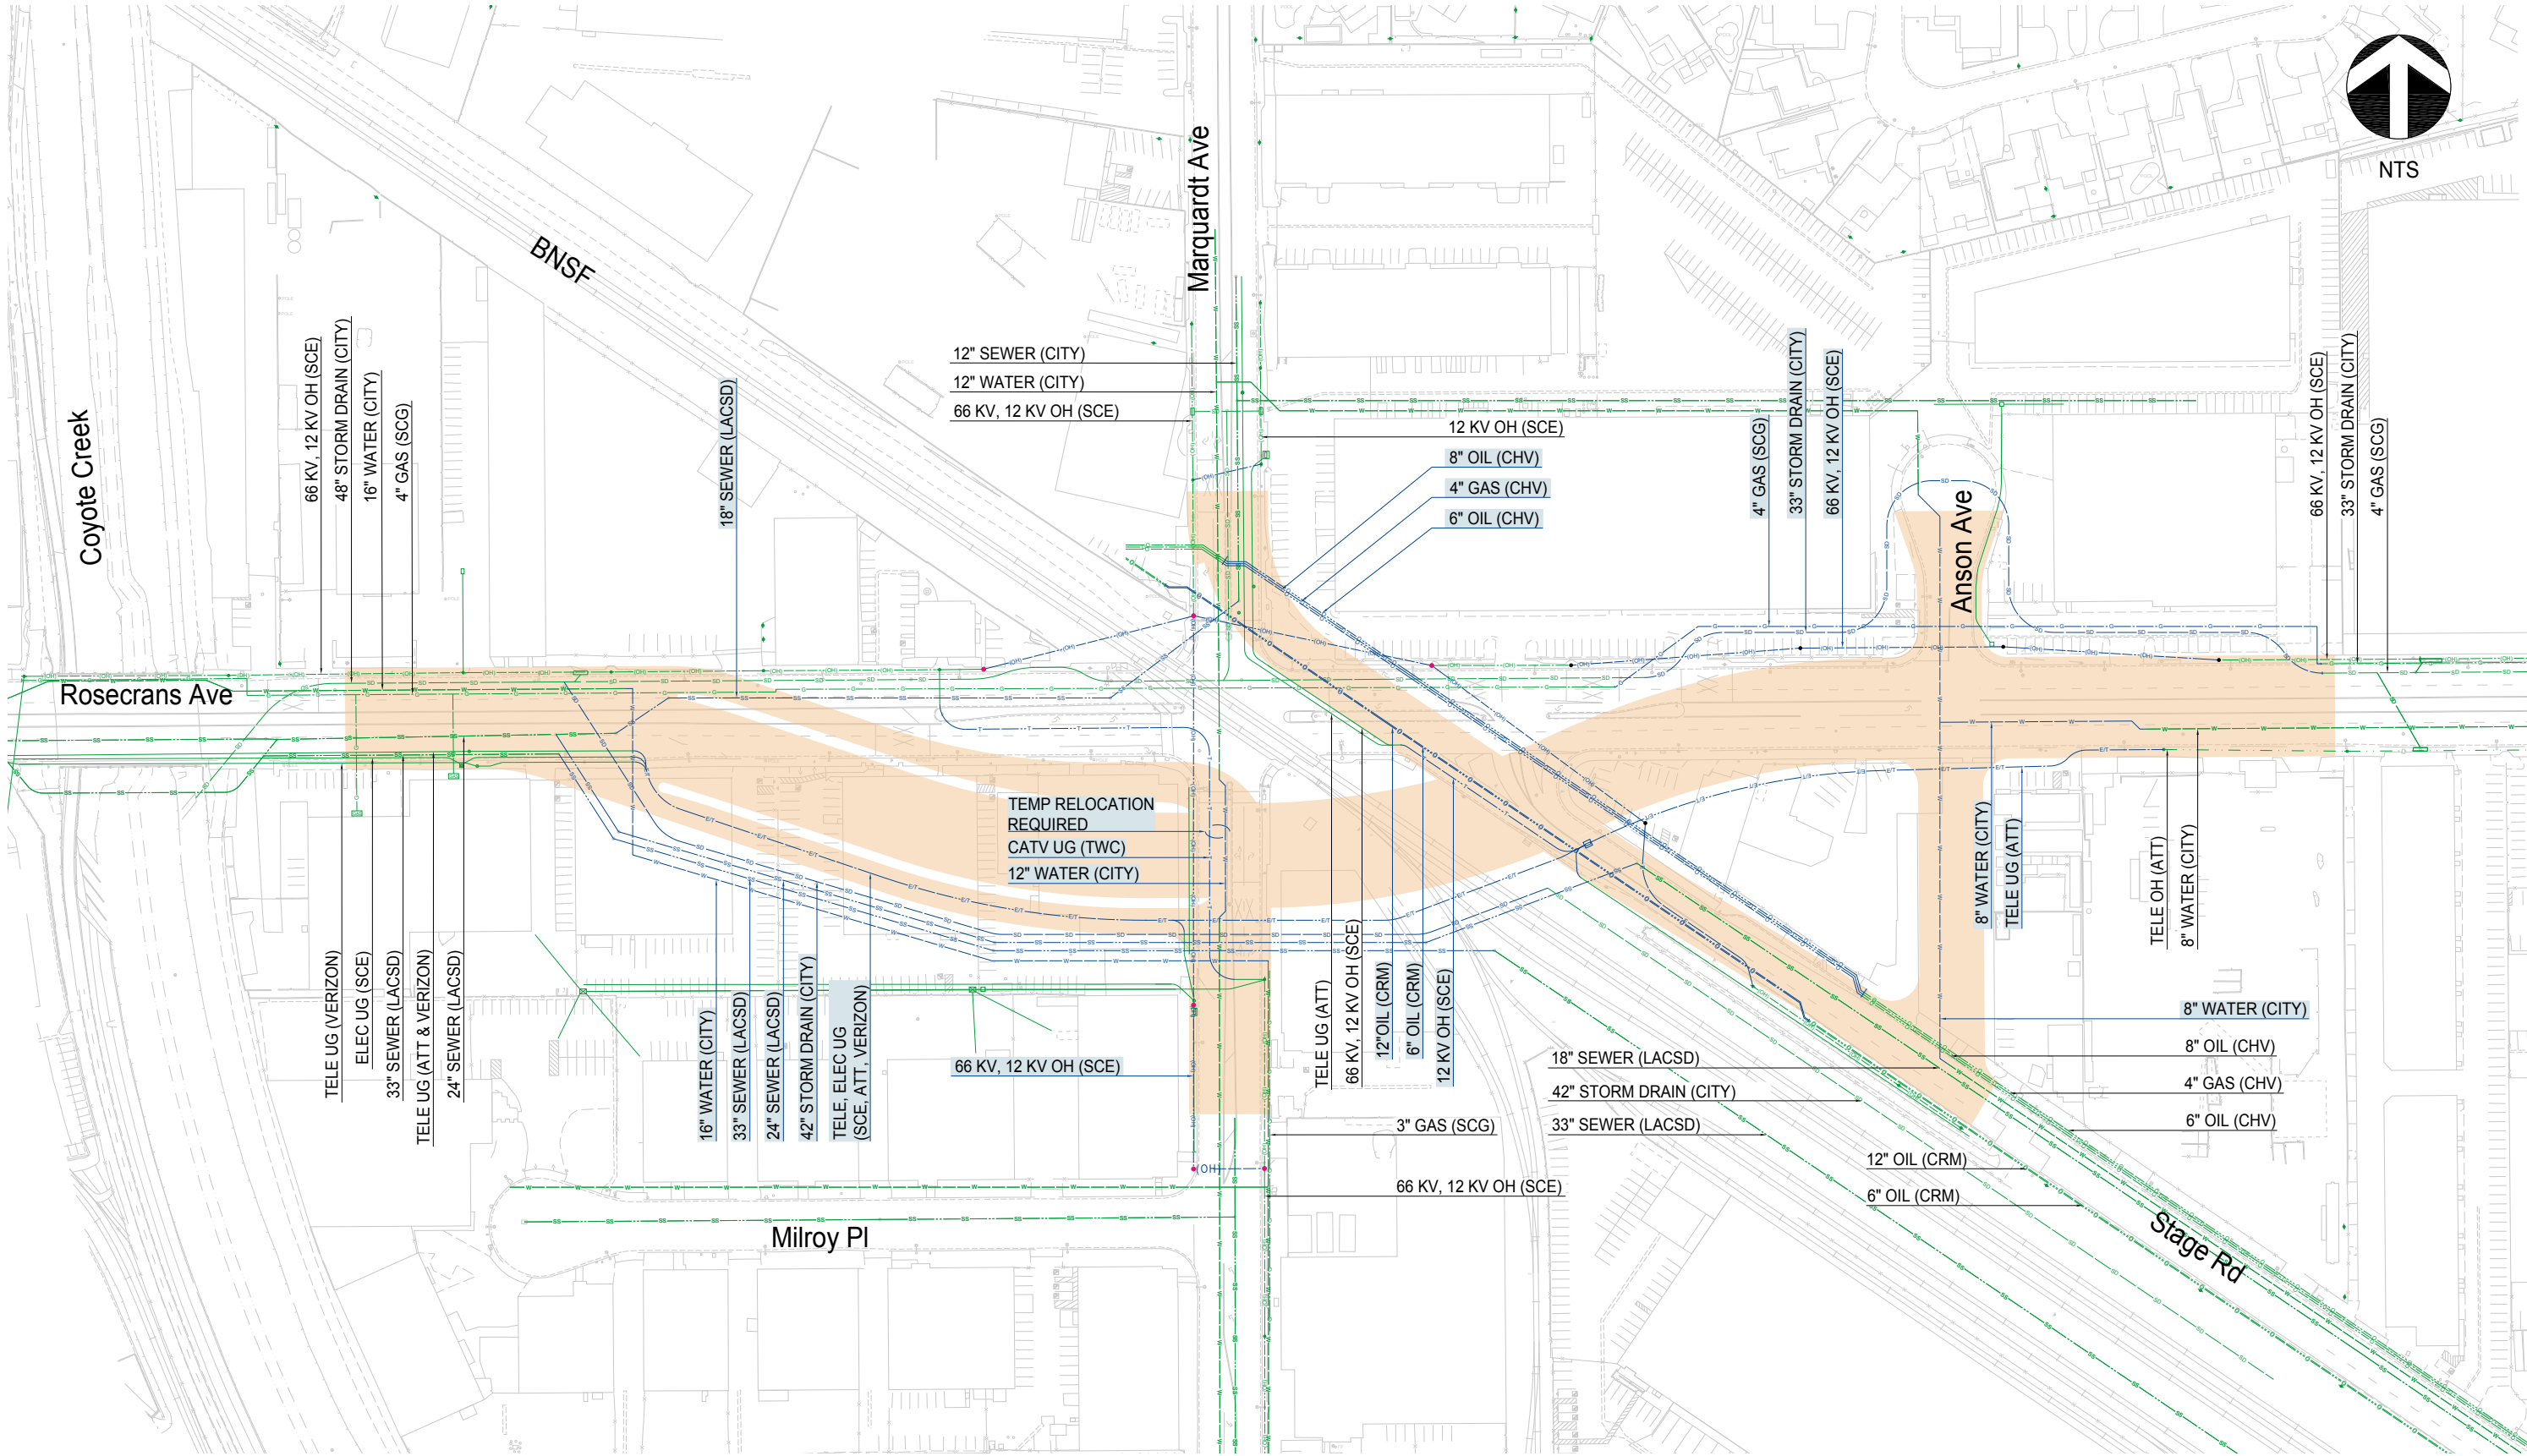 NTS
Marquardt Ave
BNSF
Coyote Creek
66 KV, 12 KV OH (SCE)
48" STORM DRAIN (CITY)
16" WATER (CITY)
4" GAS (SCG)
18" SEWER (LACSD)
12" SEWER (CITY)
12" WATER (CITY)
66 KV, 12 KV OH (SCE)
12 KV OH (SCE)
8" OIL (CHV)
4" GAS (CHV)
6" OIL (CHV)
4" GAS (SCG)
33" STORM DRAIN (CITY)
66 KV, 12 KV OH (SCE)
Anson Ave
66 KV, 12 KV OH (SCE)
33" STORM DRAIN (CITY)
4" GAS (SCG)
Rosecrans Ave
TEMP RELOCATION
REQUIRED
CATV UG (TWC)
12" WATER (CITY)
TELE UG (VERIZON)
ELEC UG (SCE)
33" SEWER (LACSD)
TELE UG (ATT & VERIZON)
24" SEWER (LACSD)
16" WATER (CITY)
33" SEWER (LACSD)
24" SEWER (LACSD)
42" STORM DRAIN (CITY)
TELE, ELEC UG
(SCE, ATT, VERIZON)
66 KV, 12 KV OH (SCE)
TELE UG (ATT)
66 KV, 12 KV OH (SCE)
12"OIL (CRM)
6" OIL (CRM)
12 KV OH (SCE)
8" WATER (CITY)
TELE UG (ATT)
TELE OH (ATT)
8" WATER (CITY)
8" WATER (CITY)
8" OIL (CHV)
4" GAS (CHV)
6" OIL (CHV)
18" SEWER (LACSD)
42" STORM DRAIN (CITY)
33" SEWER (LACSD)
3" GAS (SCG)
66 KV, 12 KV OH (SCE)
12" OIL (CRM)
6" OIL (CRM)
(OH)
Milroy Pl
Stage Rd